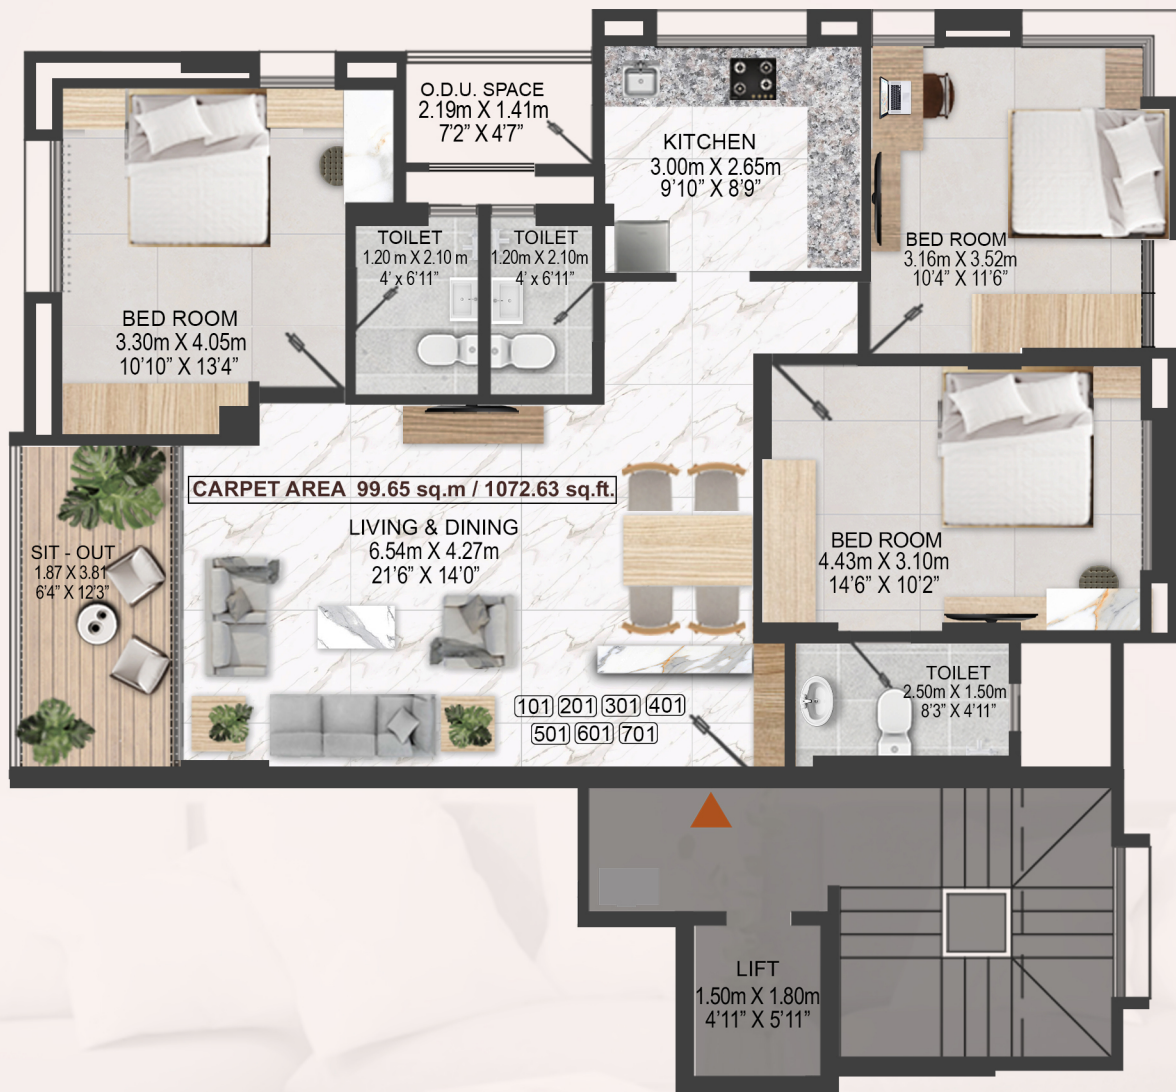 O.D.U. SPACE
2.19m X 1.41m
7'2” X 4'7”
KITCHEN
3.00m X 2.65m
9'10” X 8'9”
BED ROOM
3.16m X 3.52m
10'4” X 11'6”
TOILET
1.20 m X 2.10 m
4' x 6'11”
TOILET
1.20m X 2.10m
4' x 6'11”
BED ROOM
3.30m X 4.05m
10'10” X 13'4”
CARPET AREA 99.65 sq.m / 1072.63 sq.ft.
LIVING & DINING
6.54m X 4.27m
21'6” X 14'0”
SIT - OUT
1.87 X 3.81
6'4” X 12'3”
BED ROOM
4.43m X 3.10m
14'6” X 10'2”
TOILET
2.50m X 1.50m
8'3” X 4'11”
101 201 301 401
501 601 701
LIFT
1.50m X 1.80m
4'11” X 5'11”